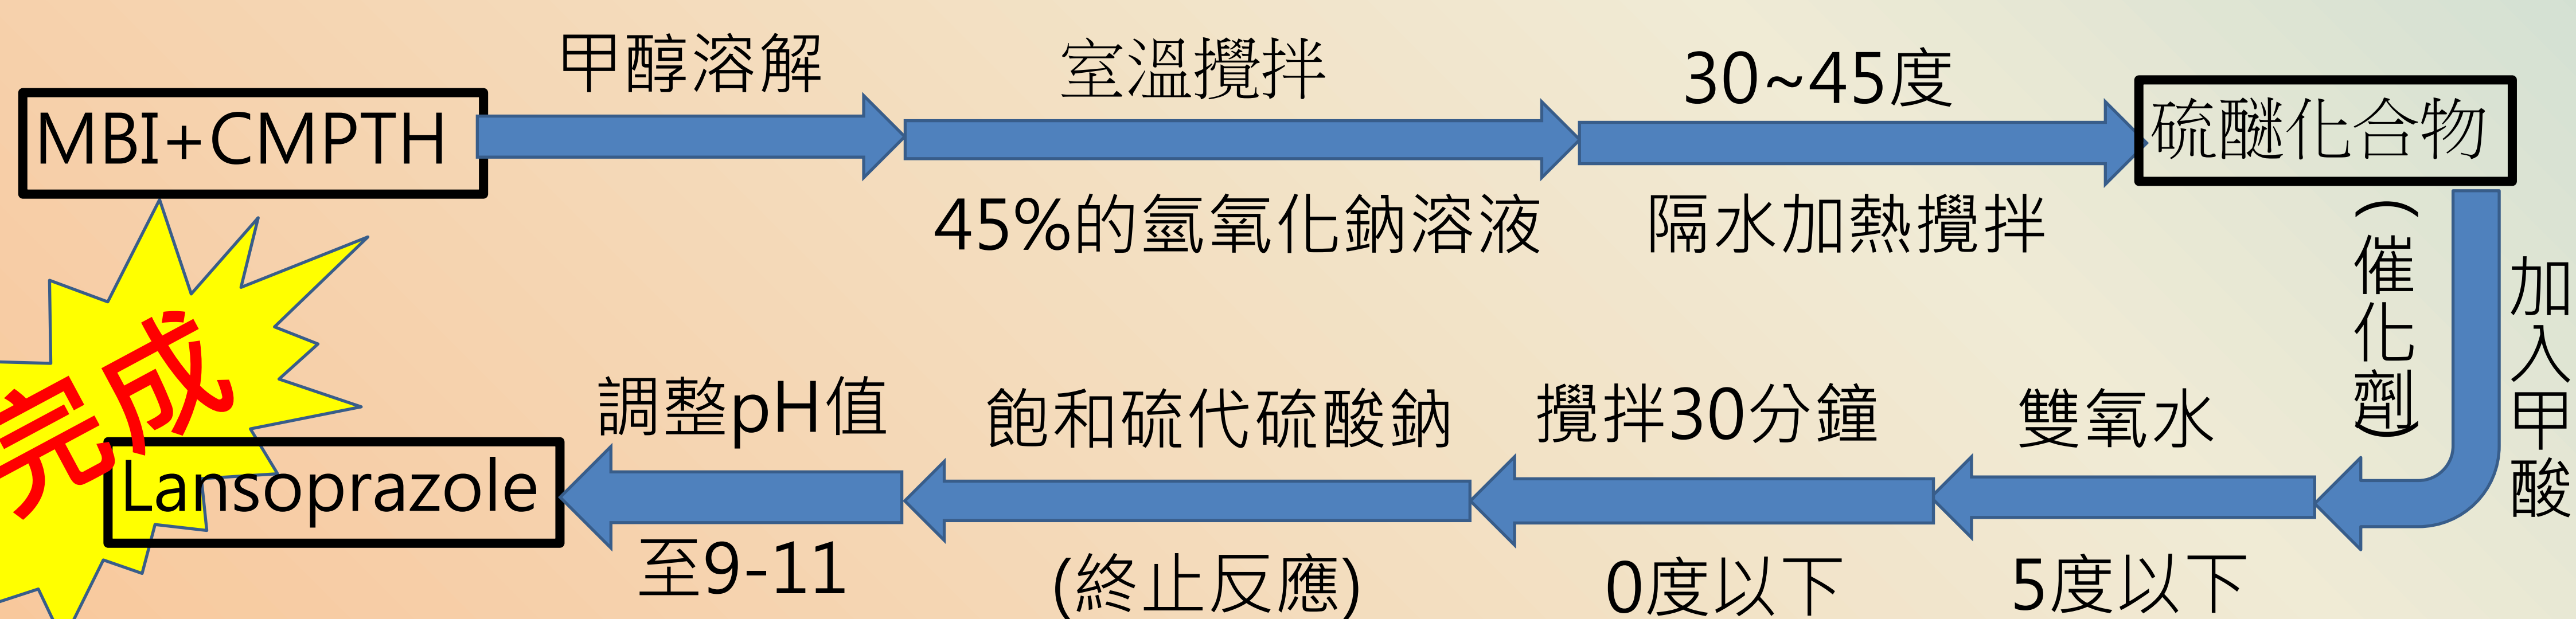 MBI+CMPTH
甲醇溶解
室溫攪拌
45%的氫氧化鈉溶液
30~45度
隔水加熱攪拌
硫醚化合物
加入甲酸
(催化劑)
雙氧水
5度以下
攪拌30分鐘
0度以下
飽和硫代硫酸鈉
(終止反應)
調整pH值
至9-11
Lansoprazole
完成